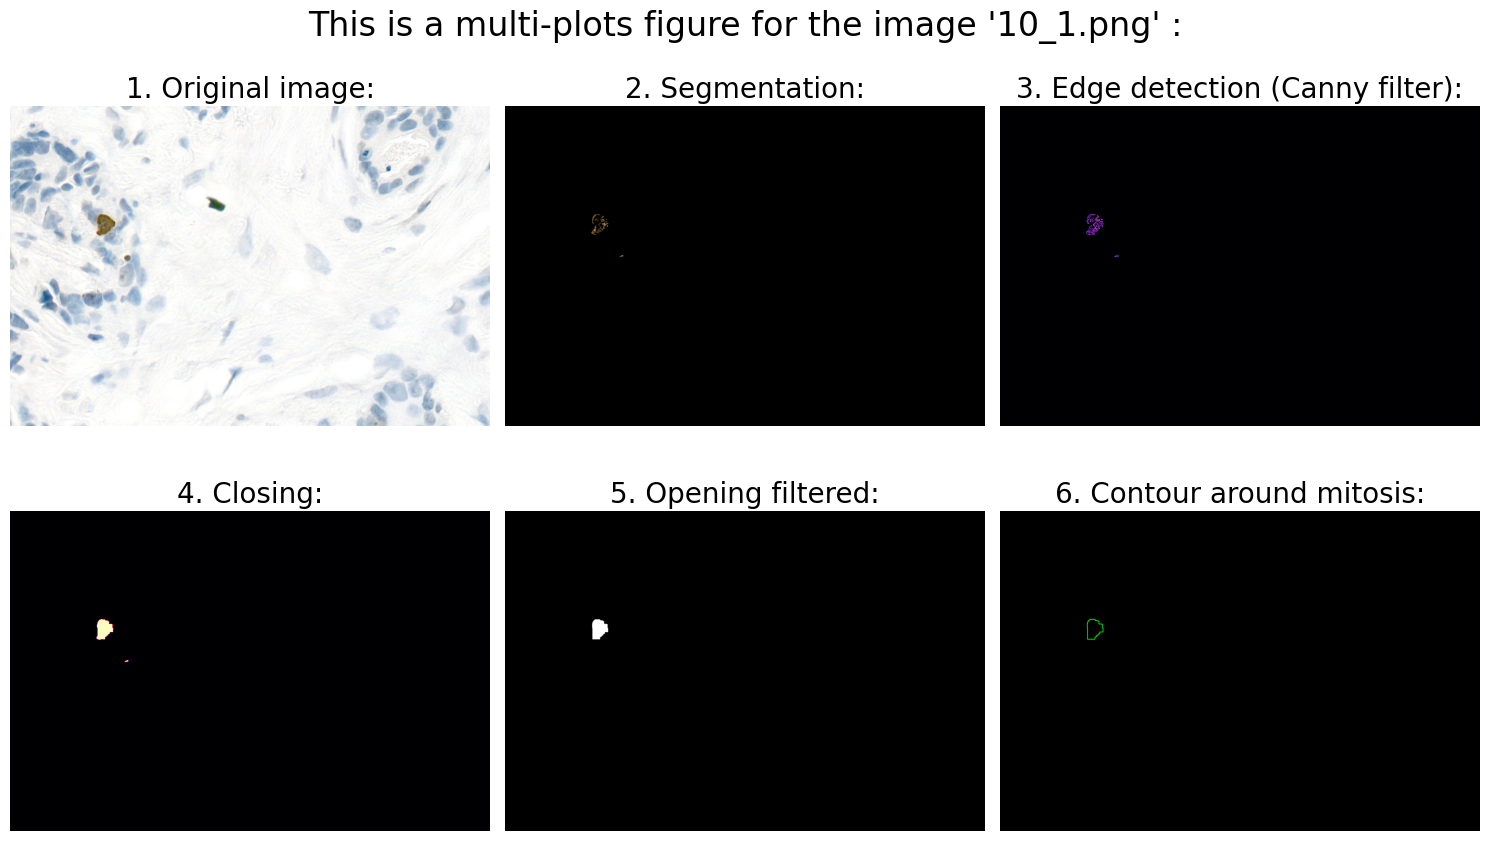 This is a multi-plots figure for the image '10_1.png' :
1. Original image:
2. Segmentation:
3. Edge detection (Canny filter):
4. Closing:
5. Opening filtered:
6. Contour around mitosis: